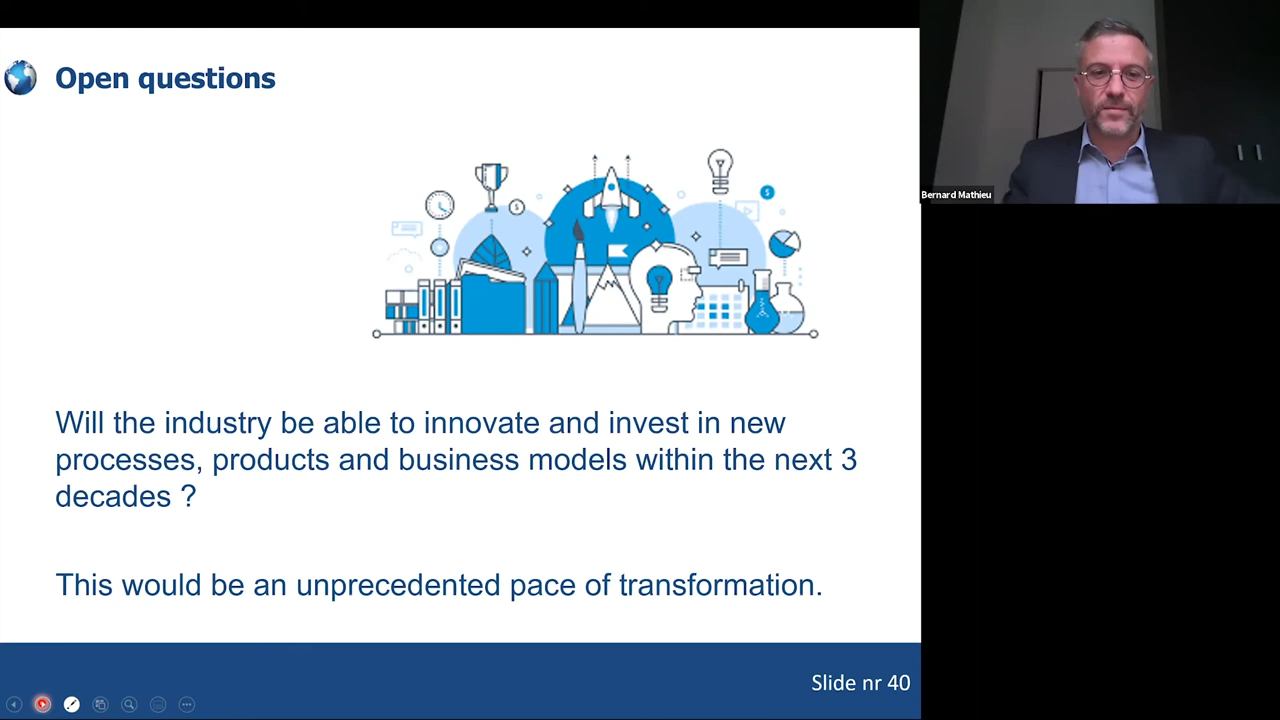 Open questions
Bernard Mathieu
Will the industry be able to innovate and invest in new
processes, products and business models within the next 3
decades ?
This would be an unprecedented pace of transformation.
Slide nr 40